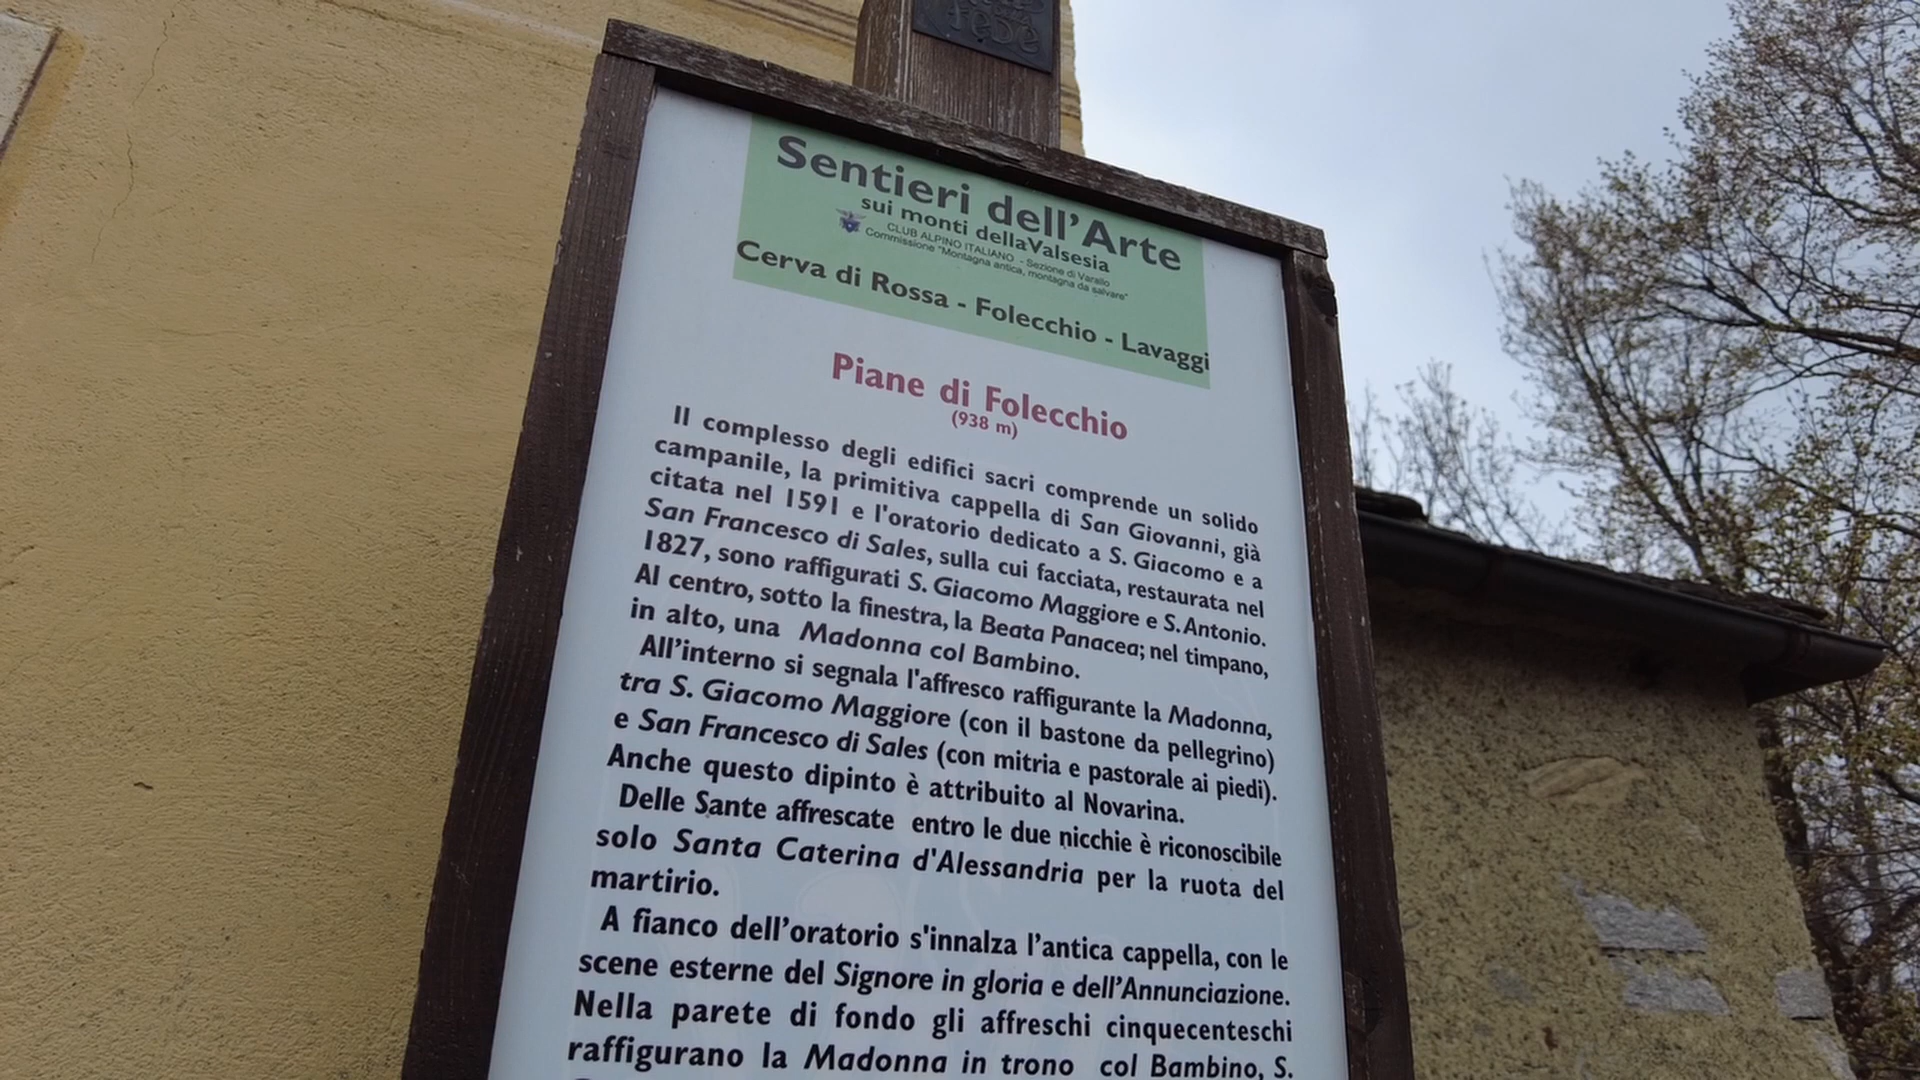 fede
Sentieri dell'Arte
sui monti dellaValsesia
CLUB ALPINO ITALIANO - Sezione di Varallo
Commissione "Montagna antica, montagna da salvare"
Cerva di Rossa - Folecchio - Lavaggi
Piane di Folecchio
(938 m)
Il complesso degli edifici sacri comprende un solido
campanile, la primitiva cappella di San Giovanni, già
citata nel 1591 e l'oratorio dedicato a S. Giacomo e a
San Francesco di Sales, sulla cui facciata, restaurata nel
1827, sono raffigurati S. Giacomo Maggiore e S. Antonio.
Al centro, sotto la finestra, la Beata Panacea; nel timpano,
in alto, una Madonna col Bambino.
All'interno si segnala l'affresco raffigurante la Madonna,
tra S. Giacomo Maggiore (con il bastone da pellegrino)
e San Francesco di Sales (con mitria e pastorale ai piedi).
Anche questo dipinto è attribuito al Novarina.
Delle Sante affrescate entro le due nicchie è riconoscibile
solo Santa Caterina d'Alessandria per la ruota del
martirio.
A fianco dell'oratorio s'innalza l'antica cappella, con le
scene esterne del Signore in gloria e dell'Annunciazione.
Nella parete di fondo gli affreschi cinquecenteschi
raffigurano la Madonna in trono col Bambino, S.